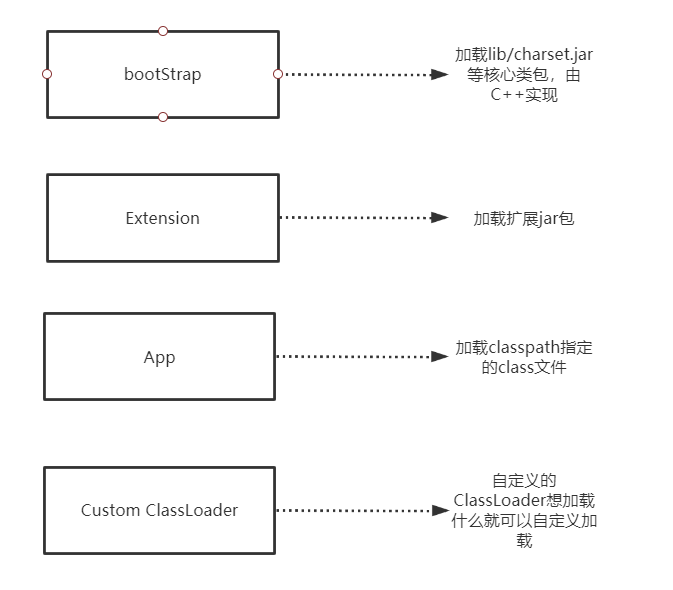 bootStrap
加载lib/charset.jar
等核心类包，由
C++实现
Extension
加载扩展jar包
App
加载classpath指定
的class文件
Custom ClassLoader
自定义的
ClassLoader想加载
什么就可以自定义加
载